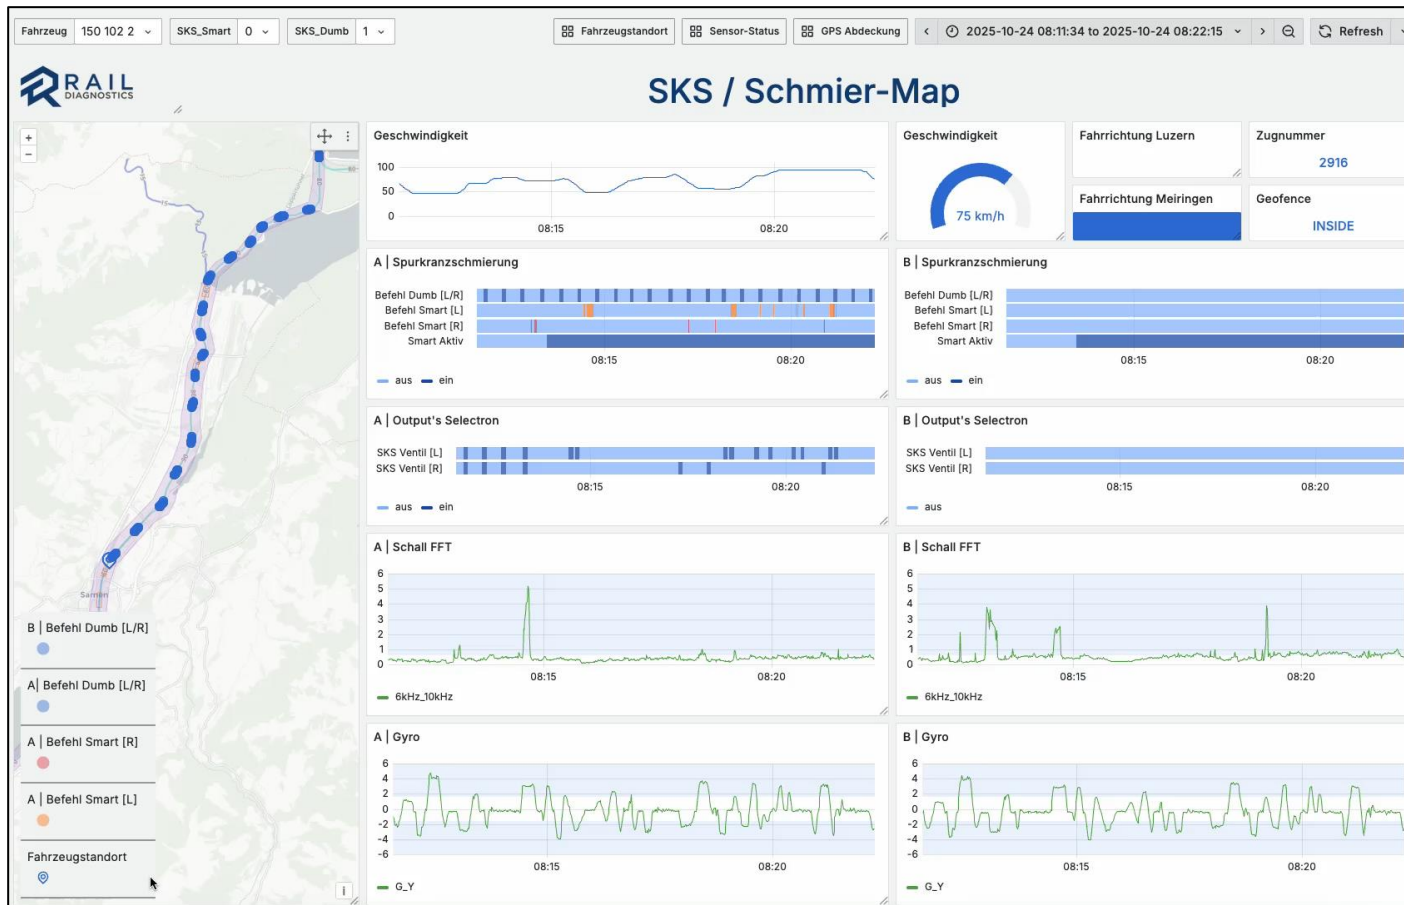 Fahrzeug 150 102 2 SKS_Smart 0 SKS_Dumb 1 Fahrzeugstandort Sensor-Status GPS Abdeckung 2025-10-24 08:11:34 to 2025-10-24 08:22:15 Refresh
RAIL
DIAGNOSTICS
SKS / Schmier-Map
+
−
Sarnen
B | Befehl Dumb [L/R]
A| Befehl Dumb [L/R]
A | Befehl Smart [R]
A | Befehl Smart [L]
Fahrzeugstandort
i
Geschwindigkeit
100
50
0
08:15 08:20
Geschwindigkeit
75 km/h
Fahrrichtung Luzern
Fahrrichtung Meiringen
Zugnummer
2916
Geofence
INSIDE
A | Spurkranzschmierung
Befehl Dumb [L/R]
Befehl Smart [L]
Befehl Smart [R]
Smart Aktiv
08:15 08:20
aus ein
B | Spurkranzschmierung
Befehl Dumb [L/R]
Befehl Smart [L]
Befehl Smart [R]
Smart Aktiv
08:15 08:20
aus ein
A | Output's Selectron
SKS Ventil [L]
SKS Ventil [R]
08:15 08:20
aus ein
B | Output's Selectron
SKS Ventil [L]
SKS Ventil [R]
08:15 08:20
aus
A | Schall FFT
6
5
4
3
2
1
0
08:15 08:20
6kHz_10kHz
B | Schall FFT
6
5
4
3
2
1
0
08:15 08:20
6kHz_10kHz
A | Gyro
6
4
2
0
-2
-4
-6
08:15 08:20
G_Y
B | Gyro
6
4
2
0
-2
-4
-6
08:15 08:20
G_Y